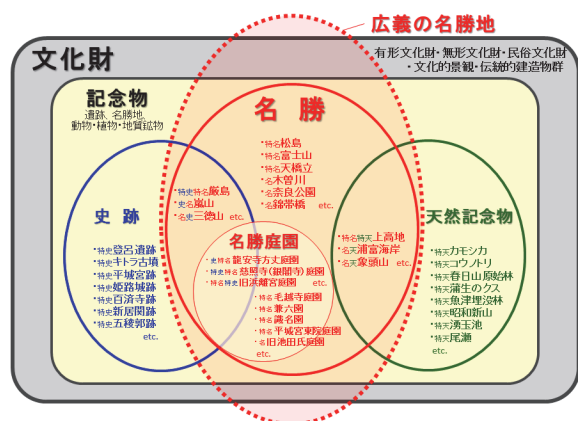 広義の名勝地
文化財
有形文化財・無形文化財・民俗文化財
・文化的景観・伝統的建造物群
記念物
遺跡、名勝地、
動物・植物・地質鉱物
名 勝
・特名松島
・特名富士山
・特名天橋立
・名木曽川
・名奈良公園
・名錦帯橋 etc.
・特史特名厳島
・史名嵐山
・名史三徳山 etc.
史 跡
・特史登呂遺跡
・特史キトラ古墳
・特史平城宮跡
・特史姫路城跡
・特史百済寺跡
・特史新居関跡
・特史五稜郭跡
etc.
名勝庭園
・史特名龍安寺方丈庭園
・特史特名慈照寺(銀閣寺)庭園
・特名特史旧浜離宮庭園 etc.
・特名毛越寺庭園
・特名兼六園
・特名識名園
・特名平城宮東院庭園
・名旧池田氏庭園
etc.
・特名特天上高地
・名天浦富海岸
・名天象頭山 etc.
天然記念物
・特天カモシカ
・特天コウノトリ
・特天春日山原始林
・特天蒲生のクス
・特天魚津埋没林
・特天昭和新山
・特天湧玉池
・特天尾瀬
etc.